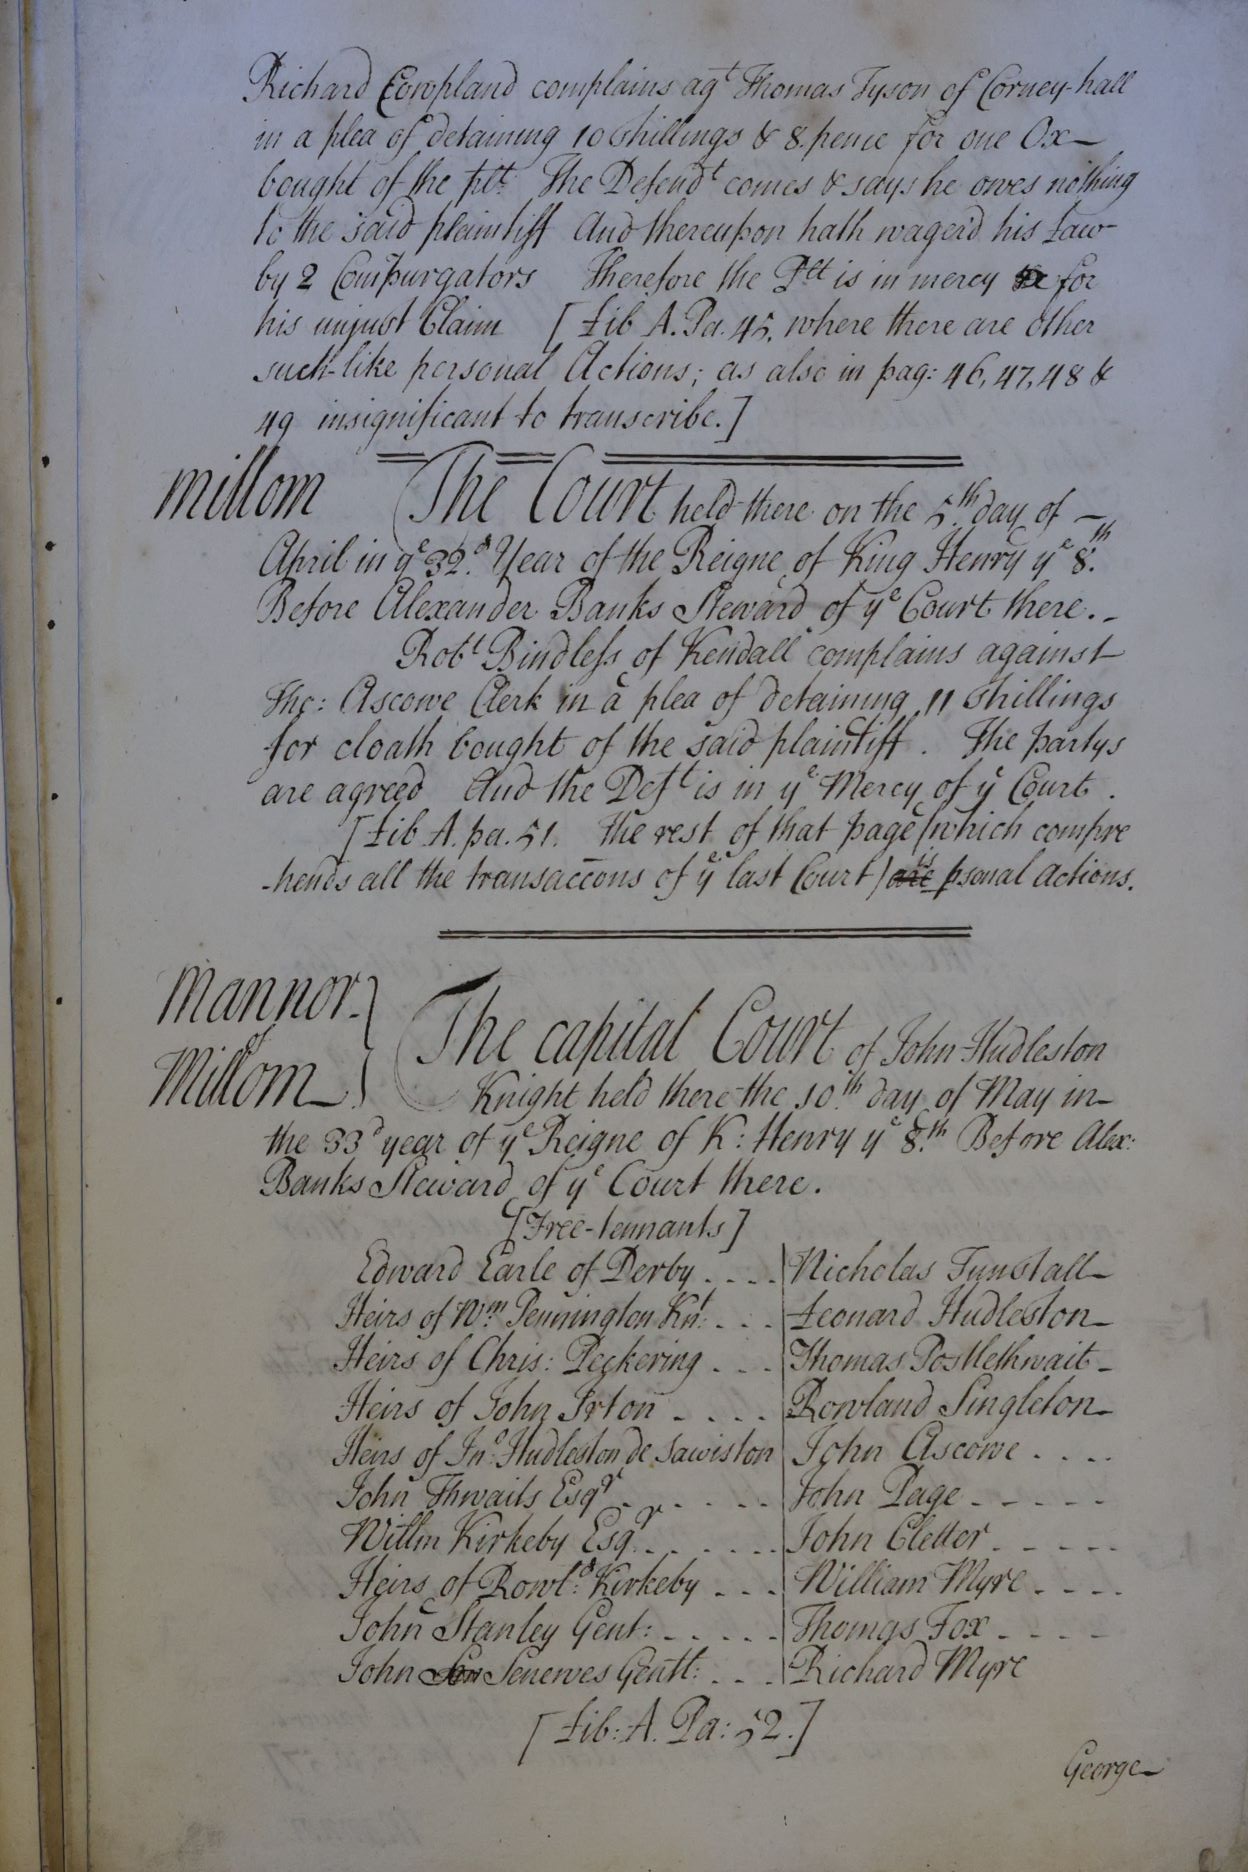 Richard Cowpland complains agt Thomas Tyson of Corney-hall
in a plea of detaining 10 shillings & 8 pence for one Ox
bought of the plt. The Defendt comes & says he owes nothing
to the said plaintiff And thereupon hath wagerd his Law
by 2 Compurgators Therefore the Plt is in mercy for
his unjust Claim [Lib A. Pa. 45. where there are other
such-like personal Actions; as also in pag: 46, 47, 48 &
49 insignificant to transcribe.]
Millom The Court held there on the 5th day of
April in ye 32d Year of the Reigne of King Henry ye 8th.
Before Alexander Banks Steward of ye Court there.
Robt Bindless of Kendall complains against
Tho: Ascowe Clerk in a plea of detaining 11 shillings
for cloath bought of the said plaintiff. The partys
are agreed And the Deft is in ye Mercy of ye Court.
[Lib A. pa. 51. The rest of that page (which compre
-hends all the transaccons of ye last Court) is psonal Actions.
Mannor of Millom } The capital Court of John Hudleston
Knight held there the 10th day of May in
the 33d year of ye Reigne of K: Henry ye 8th Before Alex:
Banks Steward of ye Court there.
[Free-tennants]
Edward Earle of Derby.... Nicholas Tunstall
Heirs of Wm Pennington Knt:... Leonard Hudleston
Heirs of Chris: Peckering... Thomas Postlethwait
Heirs of John Irton.... Rowland Singleton
Heirs of Jno: Hudleston de Sawiston John Ascowe....
John Thwaits Esqr..... John Page.....
Willm Kirkeby Esqr...... John Cletter.....
Heirs of Rowld: Kirkeby... William Myre....
John Stanley Gent:..... Thomas Fox....
John Senewes Gentl:... Richard Myre
[Lib: A. Pa: 52.]
George